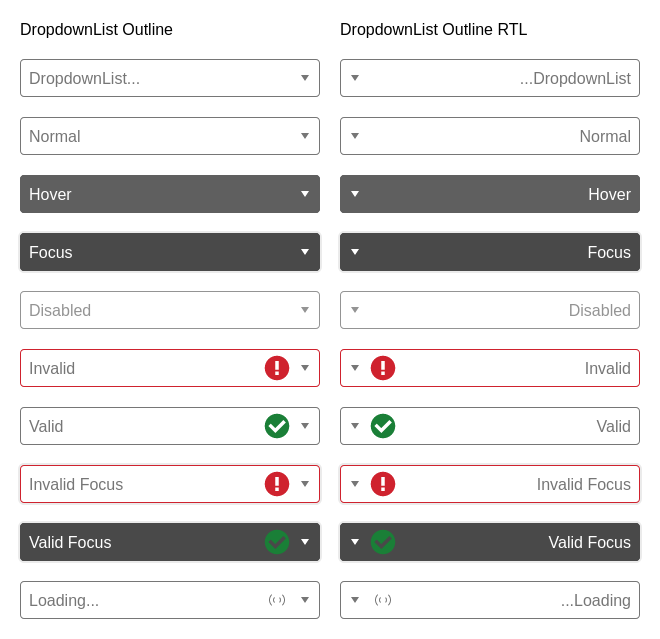 DropdownList Outline
DropdownList...
Normal
Hover
Focus
Disabled
Invalid
Valid
Invalid Focus
Valid Focus
Loading...
DropdownList Outline RTL
...DropdownList
Normal
Hover
Focus
Disabled
Invalid
Valid
Invalid Focus
Valid Focus
...Loading